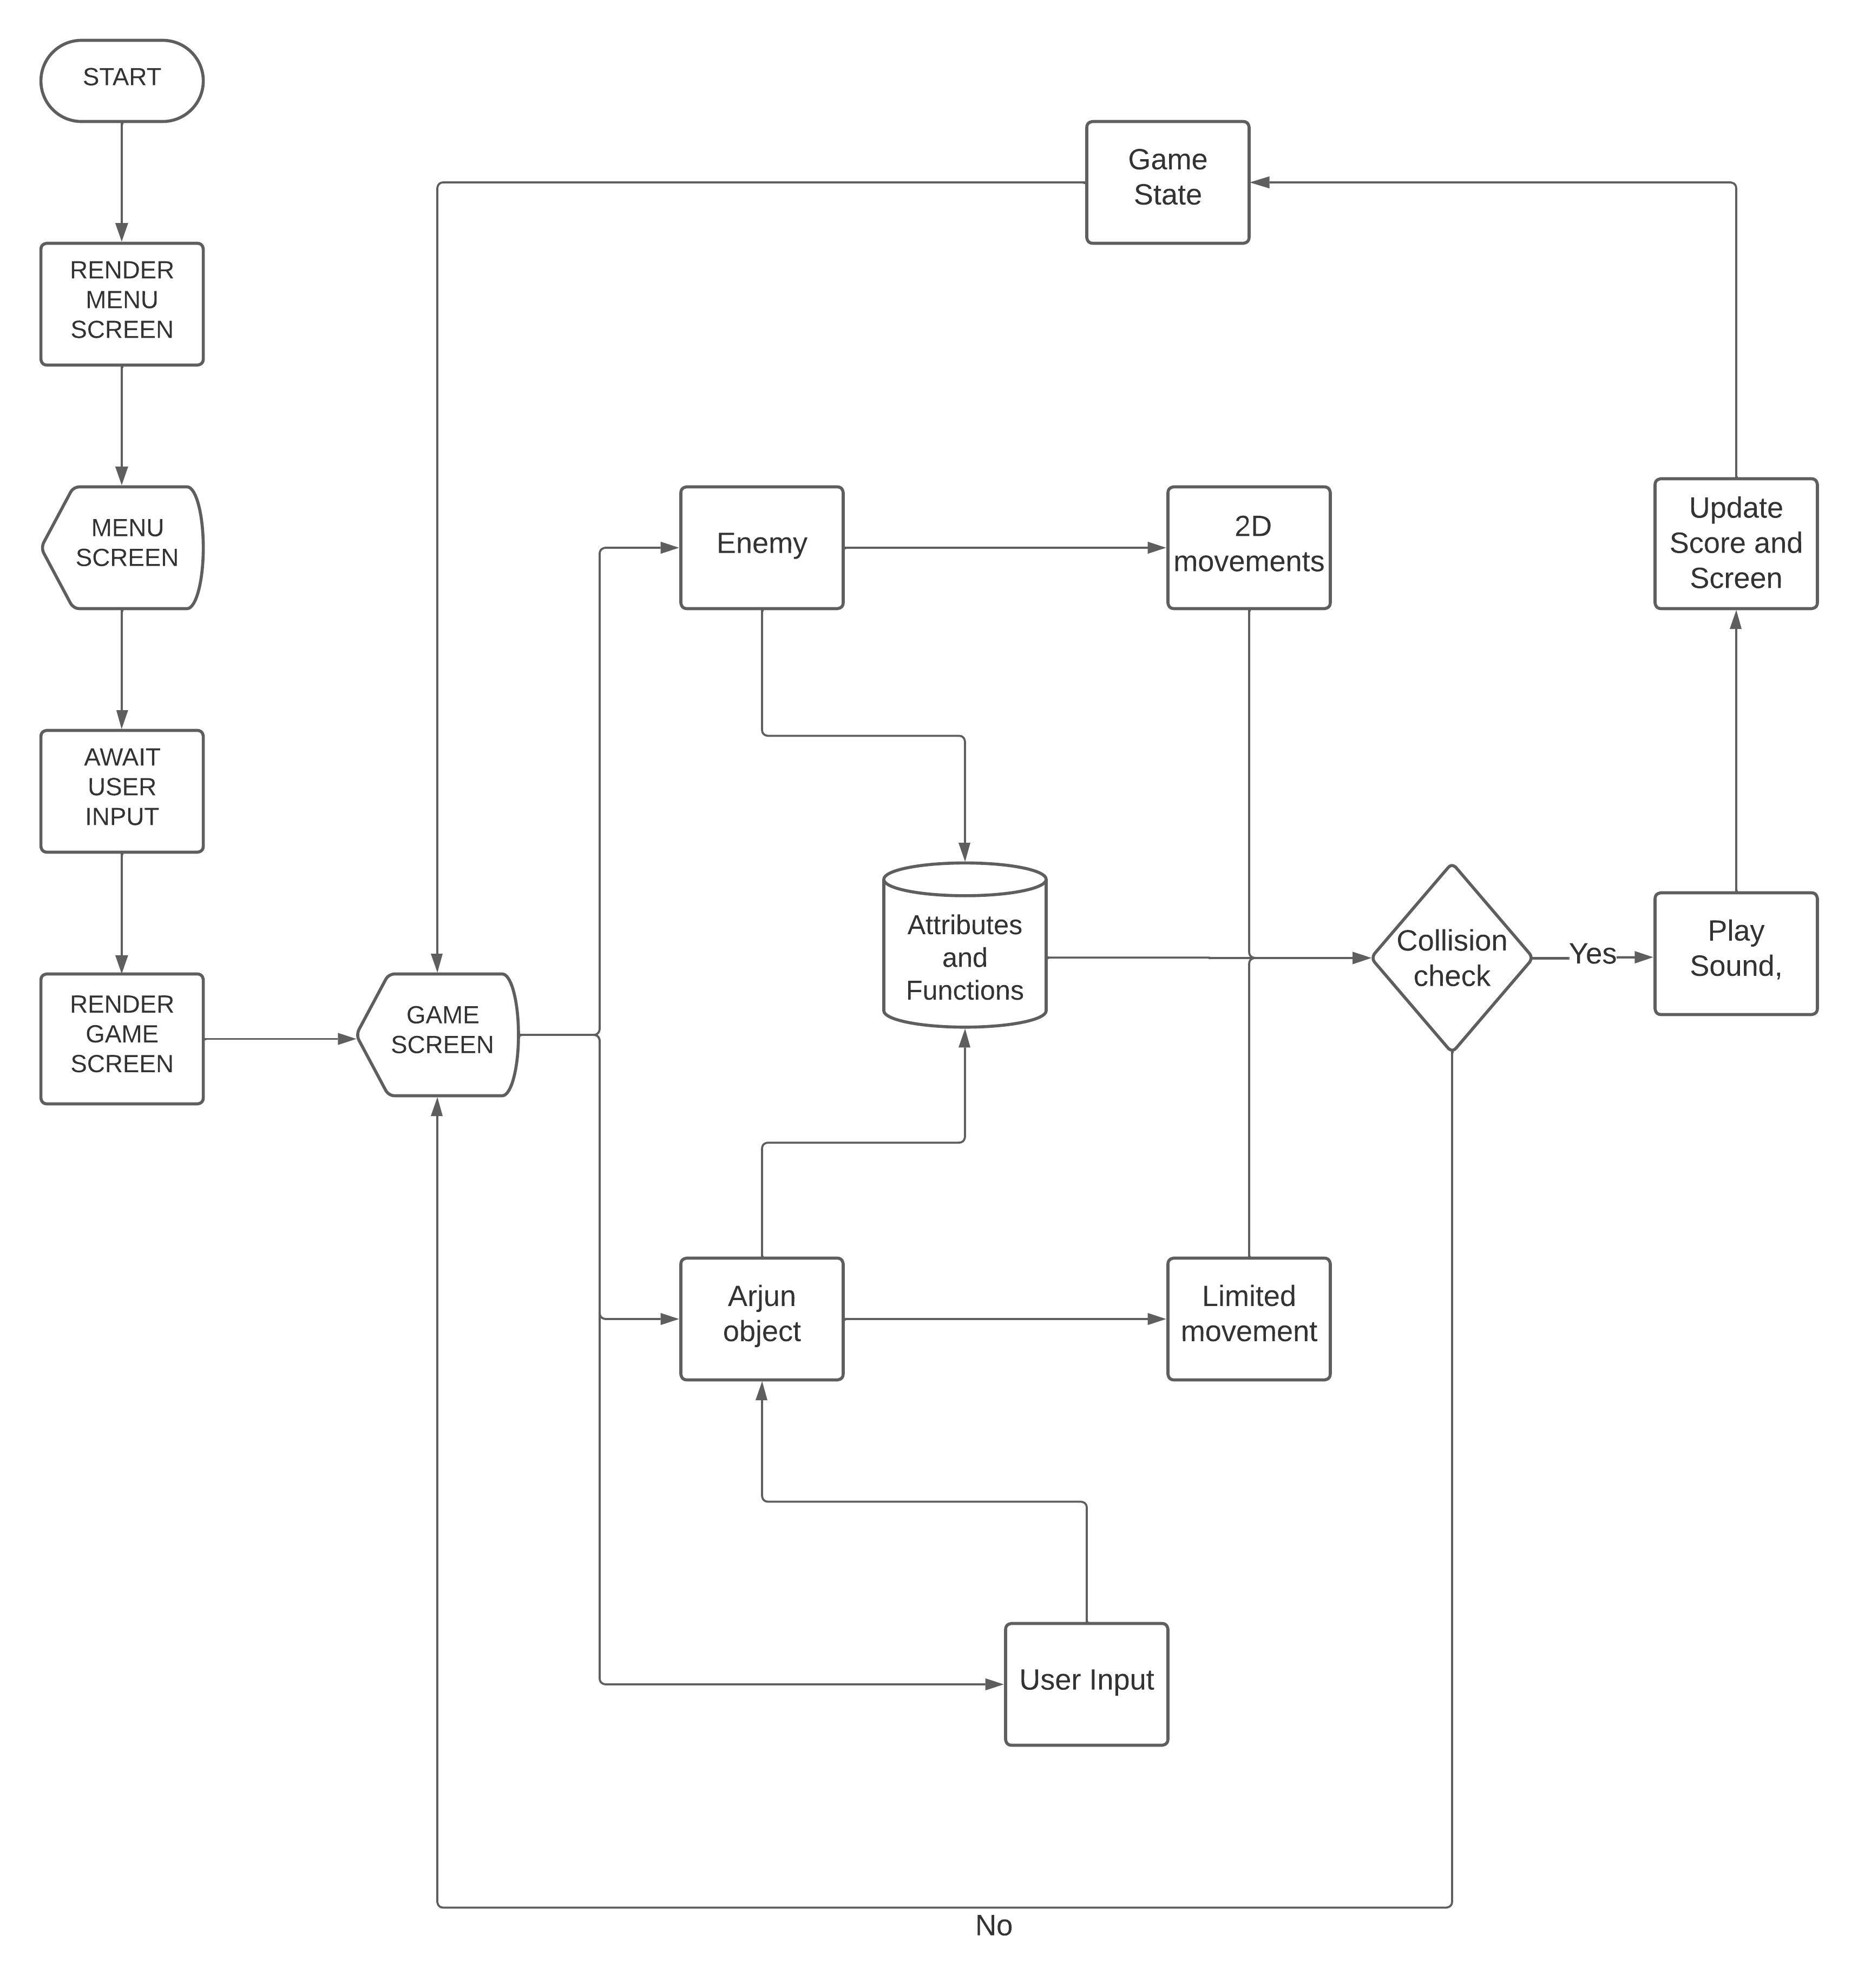 START
RENDER
MENU
SCREEN
MENU
SCREEN
AWAIT
USER
INPUT
RENDER
GAME
SCREEN
GAME
SCREEN
Game
State
Enemy
2D
movements
Update
Score and
Screen
Attributes
and
Functions
Collision
check
Yes
Play
Sound,
Arjun
object
Limited
movement
User Input
No